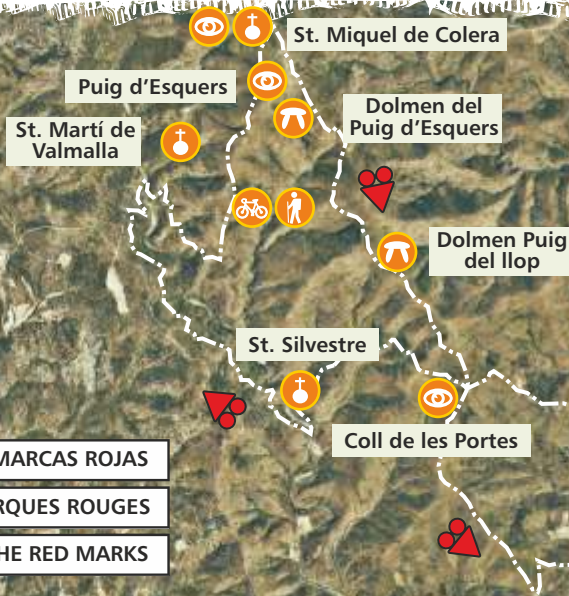 St. Miquel de Colera
Puig d’Esquers
Dolmen del
Puig d’Esquers
St. Martí de
Valmalla
Dolmen Puig
del llop
St. Silvestre
Coll de les Portes
MARCAS ROJAS
RQUES ROUGES
HE RED MARKS